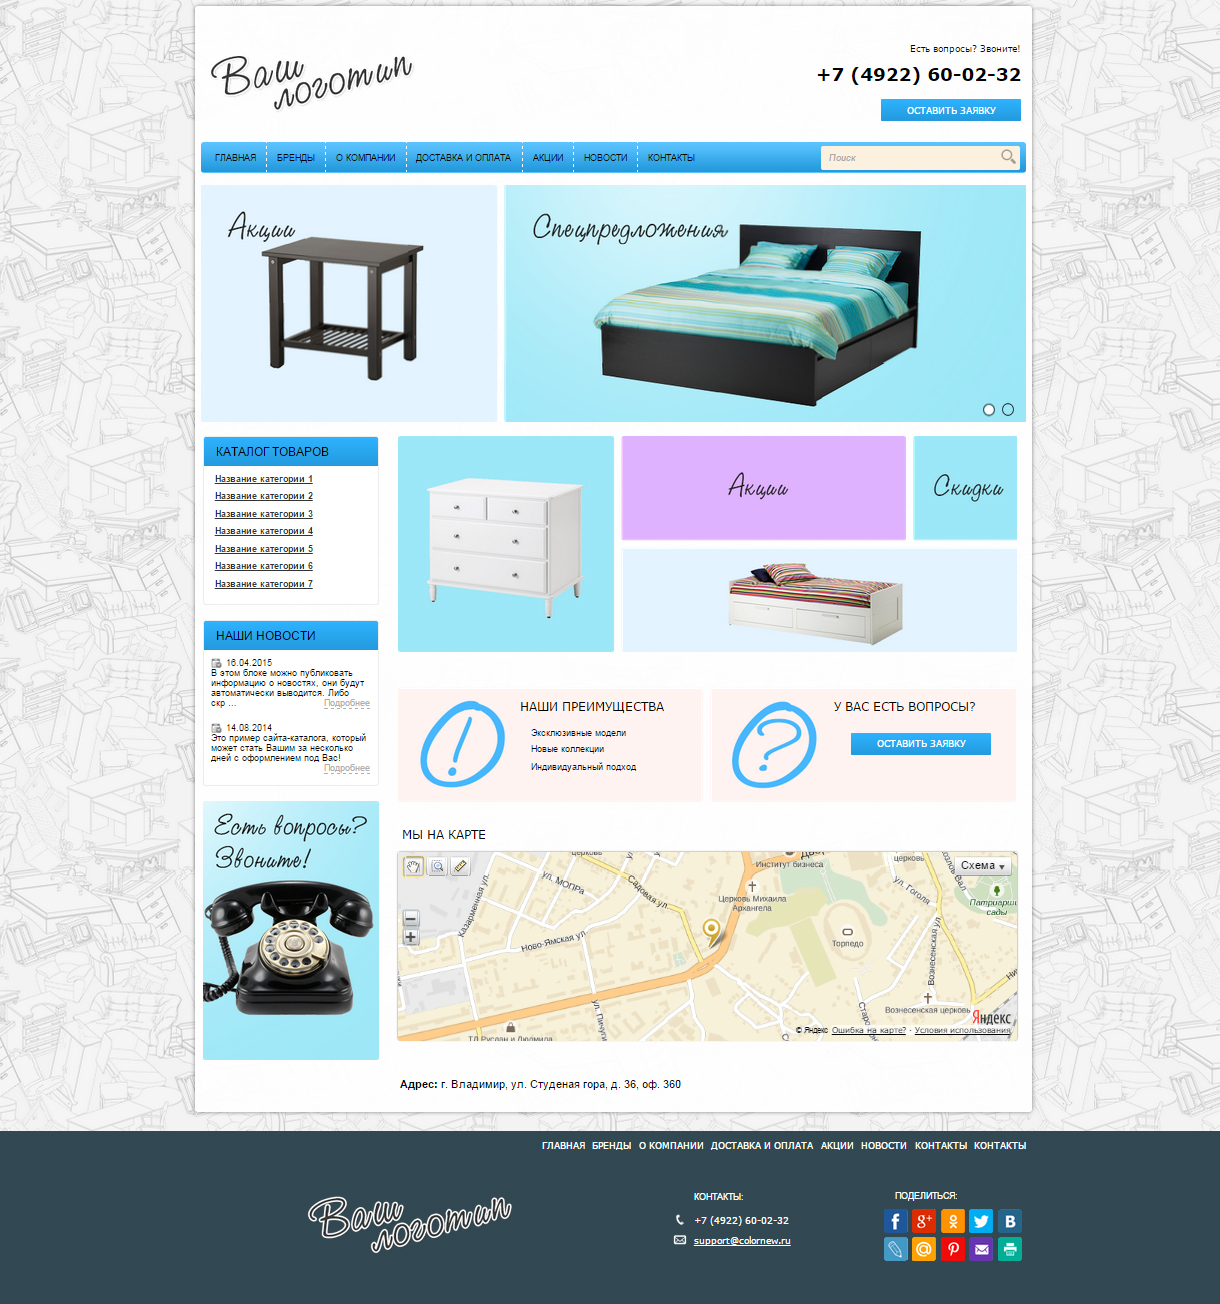 Ваш логотип
Есть вопросы? Звоните!
+7 (4922) 60-02-32
ОСТАВИТЬ ЗАЯВКУ
ГЛАВНАЯ БРЕНДЫ О КОМПАНИИ ДОСТАВКА И ОПЛАТА АКЦИИ НОВОСТИ КОНТАКТЫ Поиск
Акции
Спецпредложения
КАТАЛОГ ТОВАРОВ
Название категории 1
Название категории 2
Название категории 3
Название категории 4
Название категории 5
Название категории 6
Название категории 7
Акции
Скидки
НАШИ НОВОСТИ
16.04.2015
В этом блоке можно публиковать
информацию о новостях, они будут
автоматически выводится. Либо
скр ... Подробнее
14.08.2014
Это пример сайта-каталога, который
может стать Вашим за несколько
дней с оформлением под Вас!
Подробнее
НАШИ ПРЕИМУЩЕСТВА
Эксклюзивные модели
Новые коллекции
Индивидуальный подход
У ВАС ЕСТЬ ВОПРОСЫ?
ОСТАВИТЬ ЗАЯВКУ
Есть вопросы?
Звоните!
МЫ НА КАРТЕ
церковь
Институт бизнеса
церковь
Схема
ул. МОПРа
Садовая ул.
Казарменная ул.
Церковь Михаила
Архангела
ул. Гоголя
Патриарши
сады
Ново-Ямская ул.
Торпедо
Вознесенская ул.
ул. Пичуги
Вознесенская церковь
Яндекс
ТД Руслан и Людмила
© Яндекс Ошибка на карте? · Условия использования
Адрес: г. Владимир, ул. Студеная гора, д. 36, оф. 360
ГЛАВНАЯ БРЕНДЫ О КОМПАНИИ ДОСТАВКА И ОПЛАТА АКЦИИ НОВОСТИ КОНТАКТЫ КОНТАКТЫ
Ваш логотип
КОНТАКТЫ:
+7 (4922) 60-02-32
support@colornew.ru
ПОДЕЛИТЬСЯ: